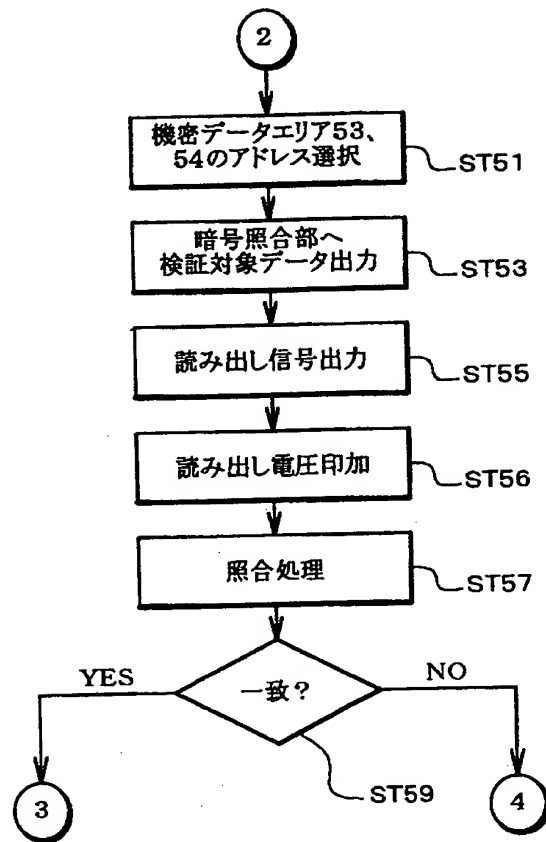 2
機密データエリア53、
54のアドレス選択
ST51
暗号照合部へ
検証対象データ出力
ST53
読み出し信号出力
ST55
読み出し電圧印加
ST56
照合処理
ST57
YES
一致?
NO
ST59
3
4